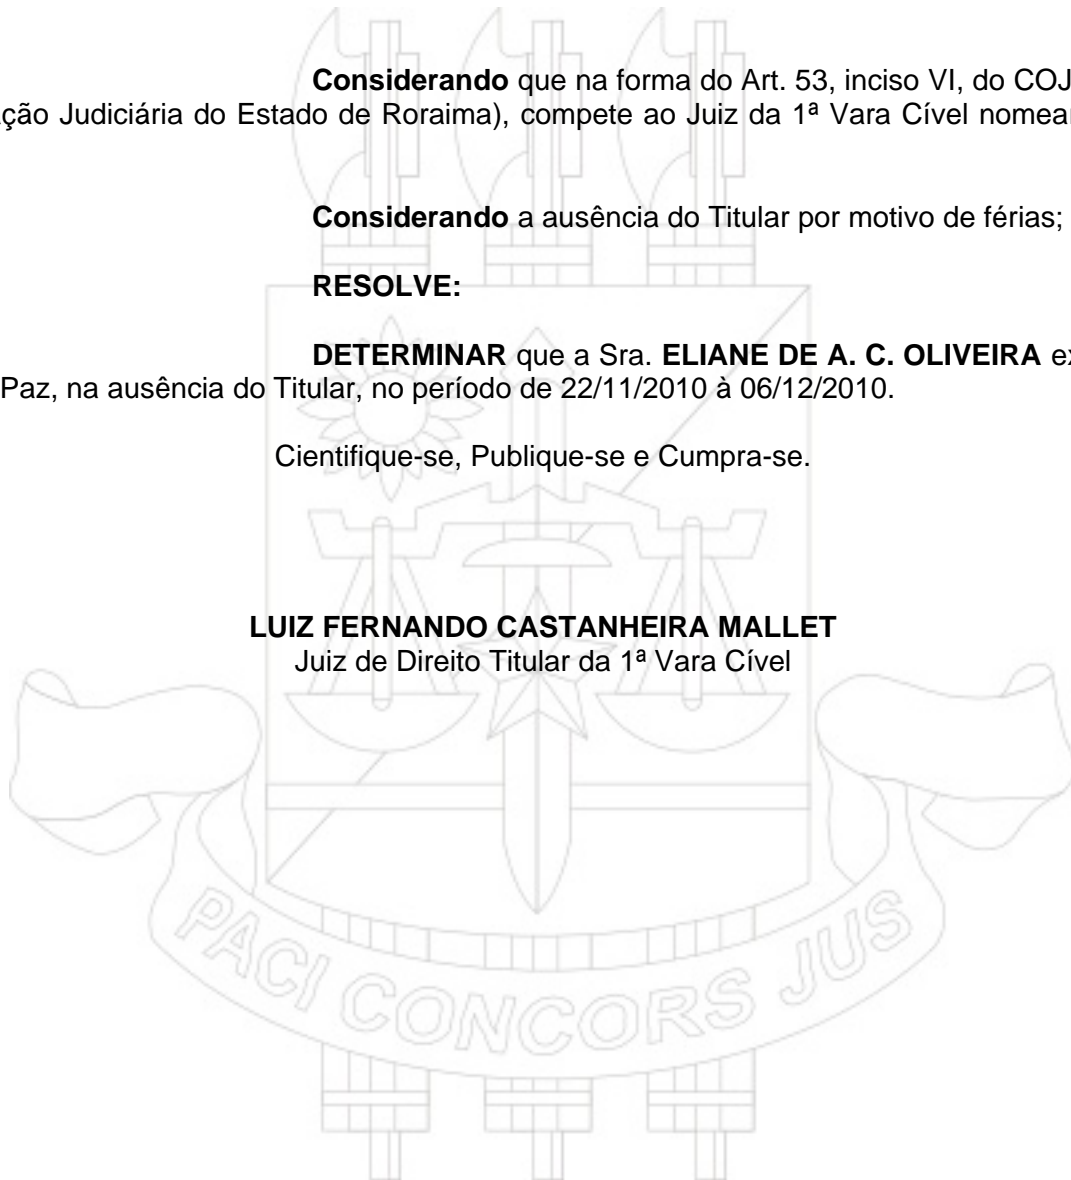 Considerando que na forma do Art. 53, inciso VI, do COJ
ação Judiciária do Estado de Roraima), compete ao Juiz da 1ª Vara Cível nomear
Considerando a ausência do Titular por motivo de férias;
RESOLVE:
DETERMINAR que a Sra. ELIANE DE A. C. OLIVEIRA ex
Paz, na ausência do Titular, no período de 22/11/2010 à 06/12/2010.
Cientifique-se, Publique-se e Cumpra-se.
LUIZ FERNANDO CASTANHEIRA MALLET
Juiz de Direito Titular da 1ª Vara Cível
PACI CONCORS JUS